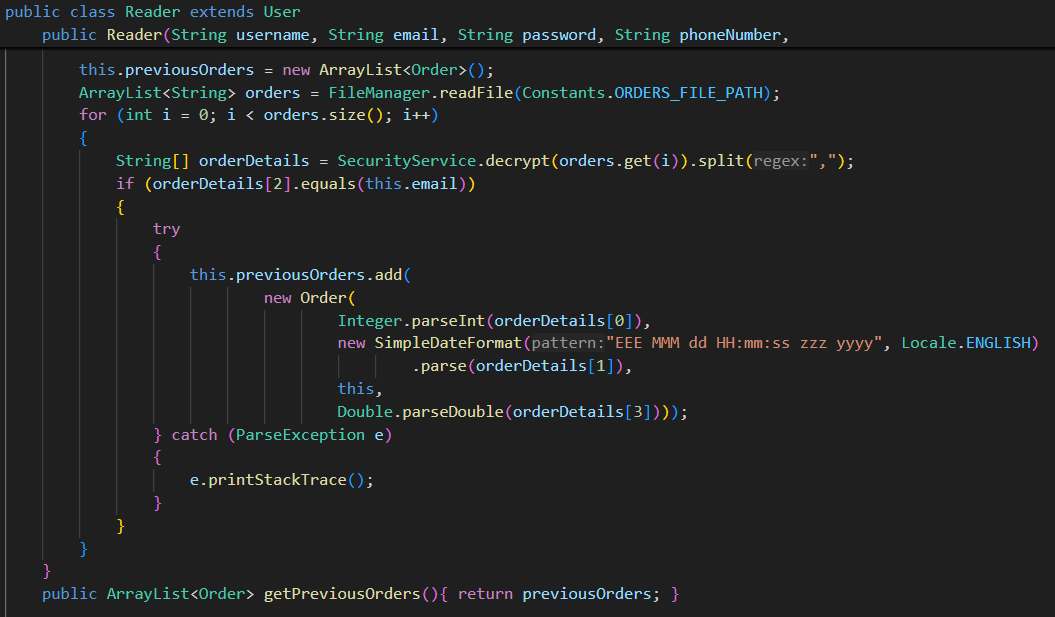 public class Reader extends User
    public Reader(String username, String email, String password, String phoneNumber,
        this.previousOrders = new ArrayList<Order>();
        ArrayList<String> orders = FileManager.readFile(Constants.ORDERS_FILE_PATH);
        for (int i = 0; i < orders.size(); i++)
        {
            String[] orderDetails = SecurityService.decrypt(orders.get(i)).split(regex:",");
            if (orderDetails[2].equals(this.email))
            {
                try
                {
                    this.previousOrders.add(
                            new Order(
                                    Integer.parseInt(orderDetails[0]),
                                    new SimpleDateFormat(pattern:"EEE MMM dd HH:mm:ss zzz yyyy", Locale.ENGLISH)
                                            .parse(orderDetails[1]),
                                    this,
                                    Double.parseDouble(orderDetails[3])));
                } catch (ParseException e)
                {
                    e.printStackTrace();
                }
            }
        }
    }
    public ArrayList<Order> getPreviousOrders(){ return previousOrders; }